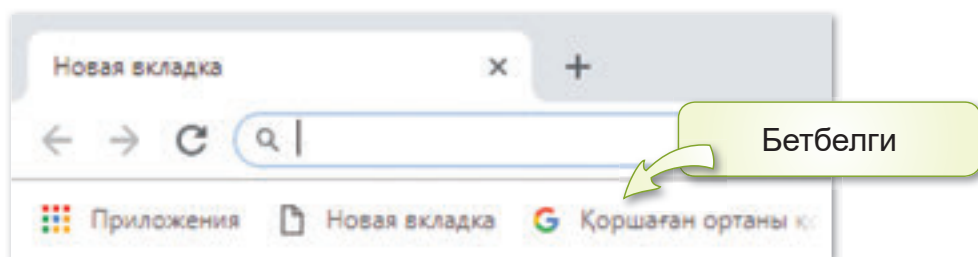 Новая вкладка
Бетбелги
Приложения Новая вкладка Қоршаған ортаны